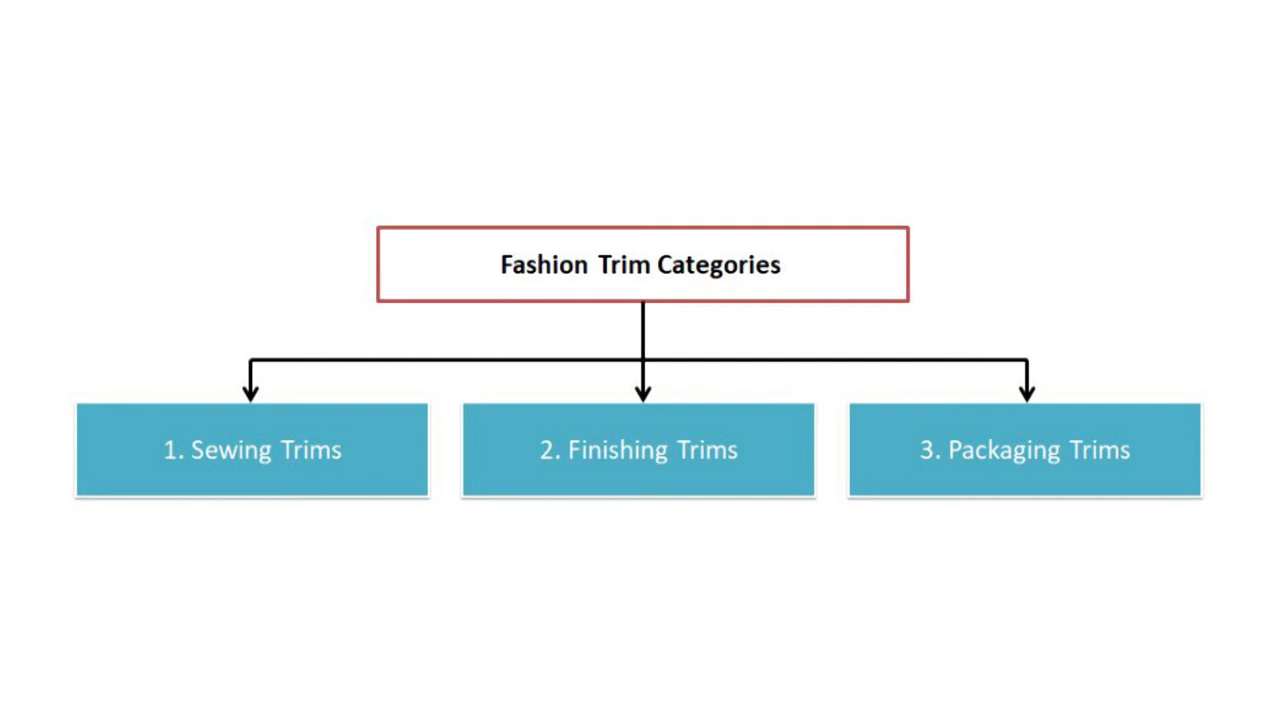 Fashion Trim Categories
1. Sewing Trims
2. Finishing Trims
3. Packaging Trims